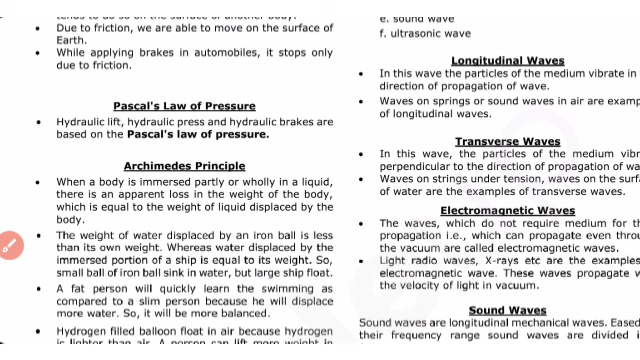 Due to friction, we are able to move on the surface of
Earth.
While applying brakes in automobiles, it stops only
due to friction.
Pascal's Law of Pressure
Hydraulic lift, hydraulic press and hydraulic brakes are
based on the Pascal's law of pressure.
Archimedes Principle
When a body is immersed partly or wholly in a liquid,
there is an apparent loss in the weight of the body,
which is equal to the weight of liquid displaced by the
body.
The weight of water displaced by an iron ball is less
than its own weight. Whereas water displaced by the
immersed portion of a ship is equal to its weight. So,
small ball of iron ball sink in water, but large ship float.
A fat person will quickly learn the swimming as
compared to a slim person because he will displace
more water. So, it will be more balanced.
Hydrogen filled balloon float in air because hydrogen
is lighter than air. A person can lift more weight in
e. sound wave
f. ultrasonic wave
Longitudinal Waves
In this wave the particles of the medium vibrate in
direction of propagation of wave.
Waves on springs or sound waves in air are examp
of longitudinal waves.
Transverse Waves
In this wave, the particles of the medium vibr
perpendicular to the direction of propagation of wa
Waves on strings under tension, waves on the surf
of water are the examples of transverse waves.
Electromagnetic Waves
The waves, which do not require medium for th
propagation i.e., which can propagate even throu
the vacuum are called electromagnetic waves.
Light radio waves, X-rays etc are the examples
electromagnetic wave. These waves propagate w
the velocity of light in vacuum.
Sound Waves
Sound waves are longitudinal mechanical waves. Eased
their frequency range sound waves are divided i